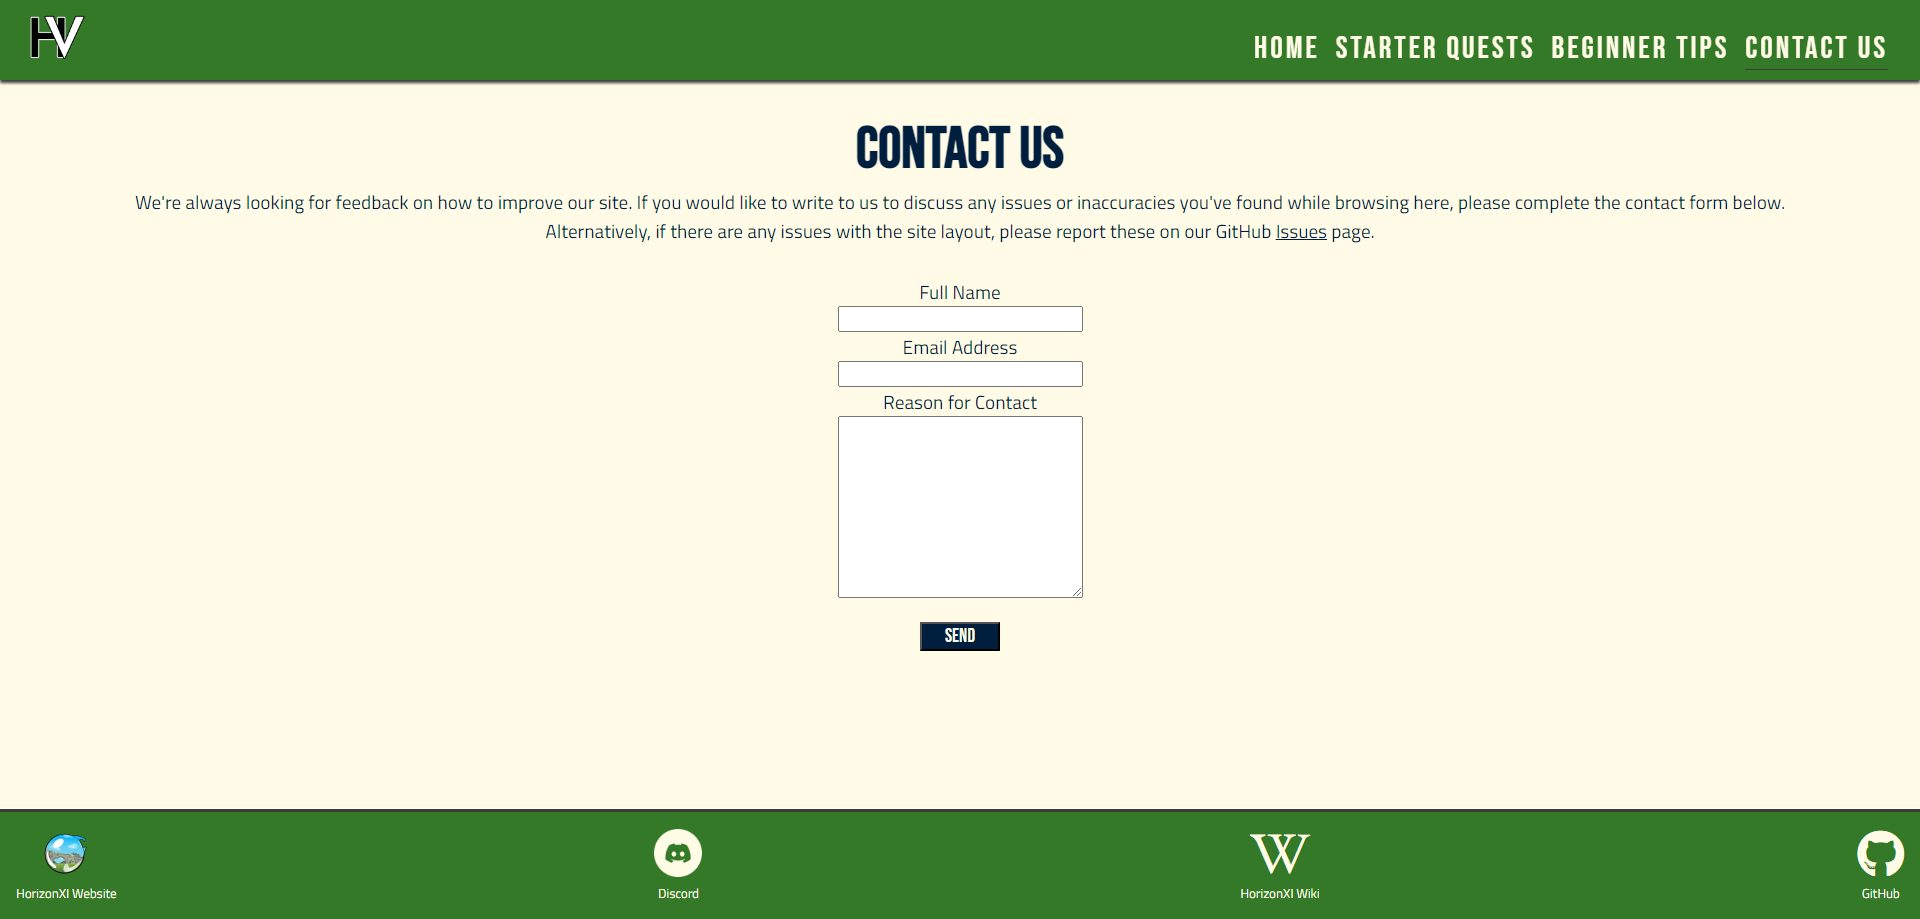 HV
HOME STARTER QUESTS BEGINNER TIPS CONTACT US
CONTACT US
We're always looking for feedback on how to improve our site. If you would like to write to us to discuss any issues or inaccuracies you've found while browsing here, please complete the contact form below.
Alternatively, if there are any issues with the site layout, please report these on our GitHub Issues page.
Full Name
Email Address
Reason for Contact
SEND
W
HorizonXI Website Discord HorizonXI Wiki GitHub